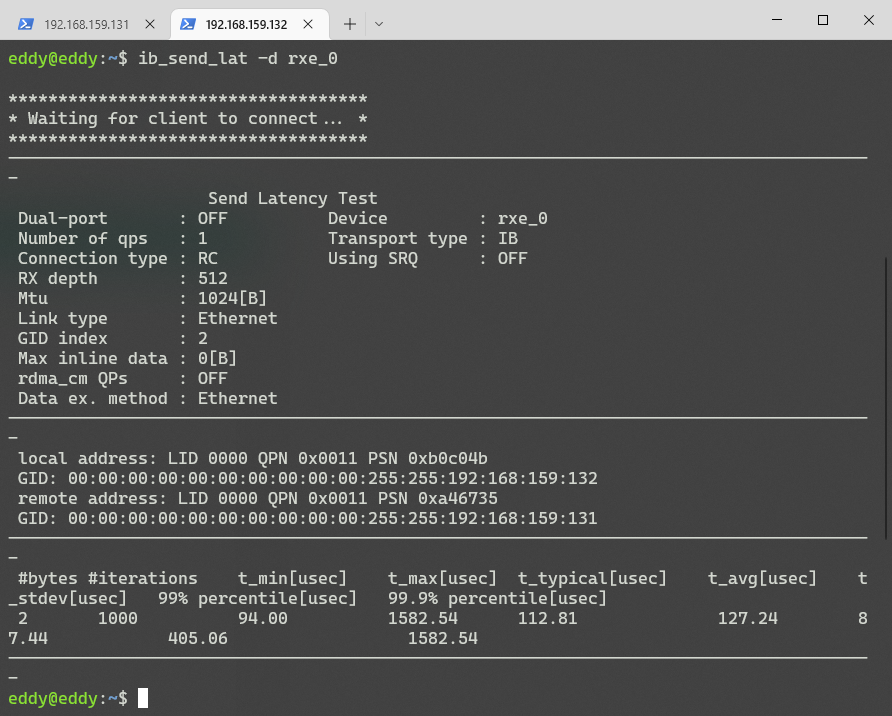 192.168.159.131
192.168.159.132
eddy@eddy:~$ ib_send_lat -d rxe_0
************************************
* Waiting for client to connect... *
************************************
Send Latency Test
Dual-port : OFF Device : rxe_0
Number of qps : 1 Transport type : IB
Connection type : RC Using SRQ : OFF
RX depth : 512
Mtu : 1024[B]
Link type : Ethernet
GID index : 2
Max inline data : 0[B]
rdma_cm QPs : OFF
Data ex. method : Ethernet
local address: LID 0000 QPN 0x0011 PSN 0xb0c04b
GID: 00:00:00:00:00:00:00:00:00:00:255:255:192:168:159:132
remote address: LID 0000 QPN 0x0011 PSN 0xa46735
GID: 00:00:00:00:00:00:00:00:00:00:255:255:192:168:159:131
#bytes #iterations t_min[usec] t_max[usec] t_typical[usec] t_avg[usec] t
_stdev[usec] 99% percentile[usec] 99.9% percentile[usec]
2 1000 94.00 1582.54 112.81 127.24 8
7.44 405.06 1582.54
eddy@eddy:~$